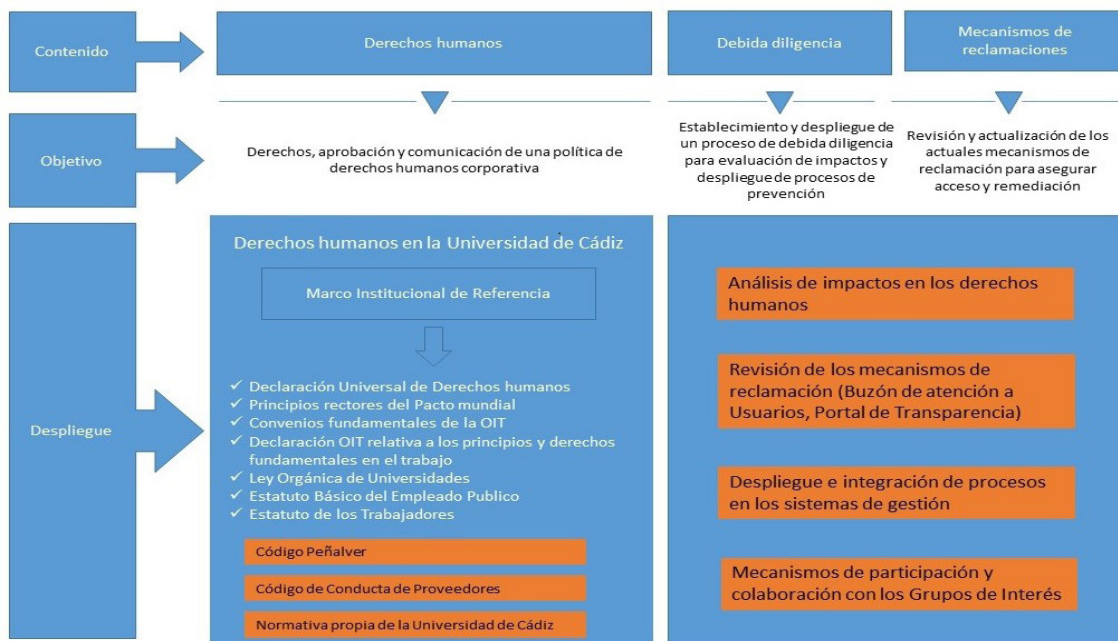 Contenido
Derechos humanos
Debida diligencia
Mecanismos de
reclamaciones
Objetivo
Derechos, aprobación y comunicación de una política de
derechos humanos corporativa
Establecimiento y despliegue de
un proceso de debida diligencia
para evaluación de impactos y
despliegue de procesos de
prevención
Revisión y actualización de los
actuales mecanismos de
reclamación para asegurar
acceso y remediación
Despliegue
Derechos humanos en la Universidad de Cádiz
Marco Institucional de Referencia
✓ Declaración Universal de Derechos humanos
✓ Principios rectores del Pacto mundial
✓ Convenios fundamentales de la OIT
✓ Declaración OIT relativa a los principios y derechos
fundamentales en el trabajo
✓ Ley Orgánica de Universidades
✓ Estatuto Básico del Empleado Publico
✓ Estatuto de los Trabajadores
Código Peñalver
Código de Conducta de Proveedores
Normativa propia de la Universidad de Cádiz
Análisis de impactos en los derechos
humanos
Revisión de los mecanismos de
reclamación (Buzón de atención a
Usuarios, Portal de Transparencia)
Despliegue e integración de procesos
en los sistemas de gestión
Mecanismos de participación y
colaboración con los Grupos de Interés